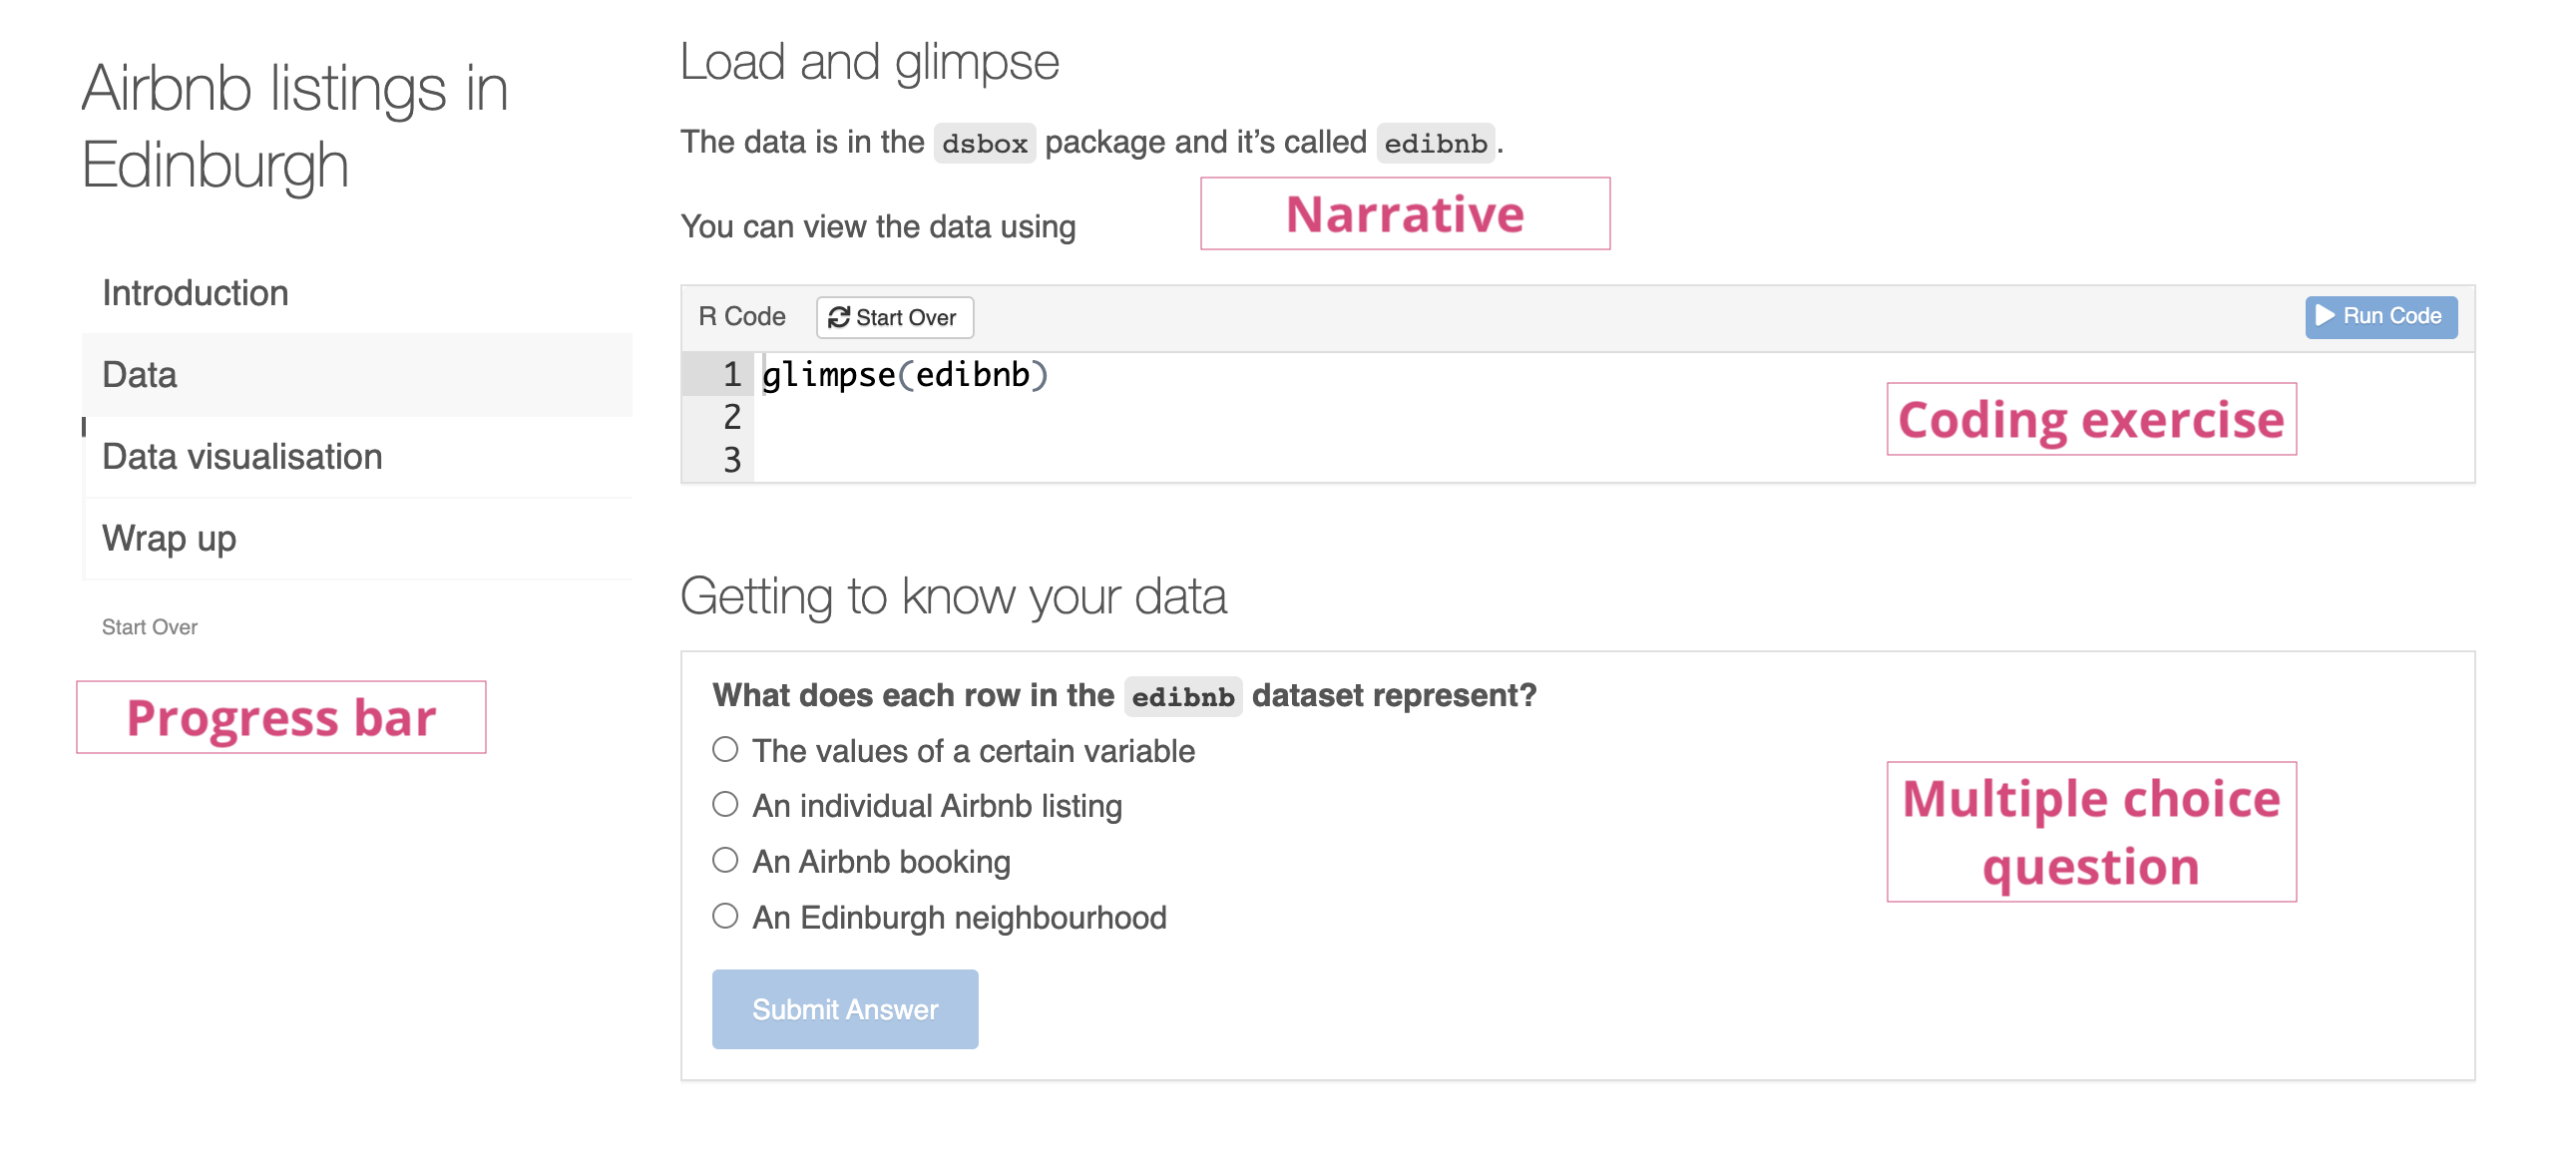 Airbnb listings in
Edinburgh
Introduction
Data
Data visualisation
Wrap up
Start Over
Progress bar
Load and glimpse
The data is in the dsbox package and it’s called edibnb.
You can view the data using
Narrative
R Code Start Over Run Code
1 glimpse(edibnb)
2
3
Coding exercise
Getting to know your data
What does each row in the edibnb dataset represent?
The values of a certain variable
An individual Airbnb listing
An Airbnb booking
An Edinburgh neighbourhood
Multiple choice
question
Submit Answer